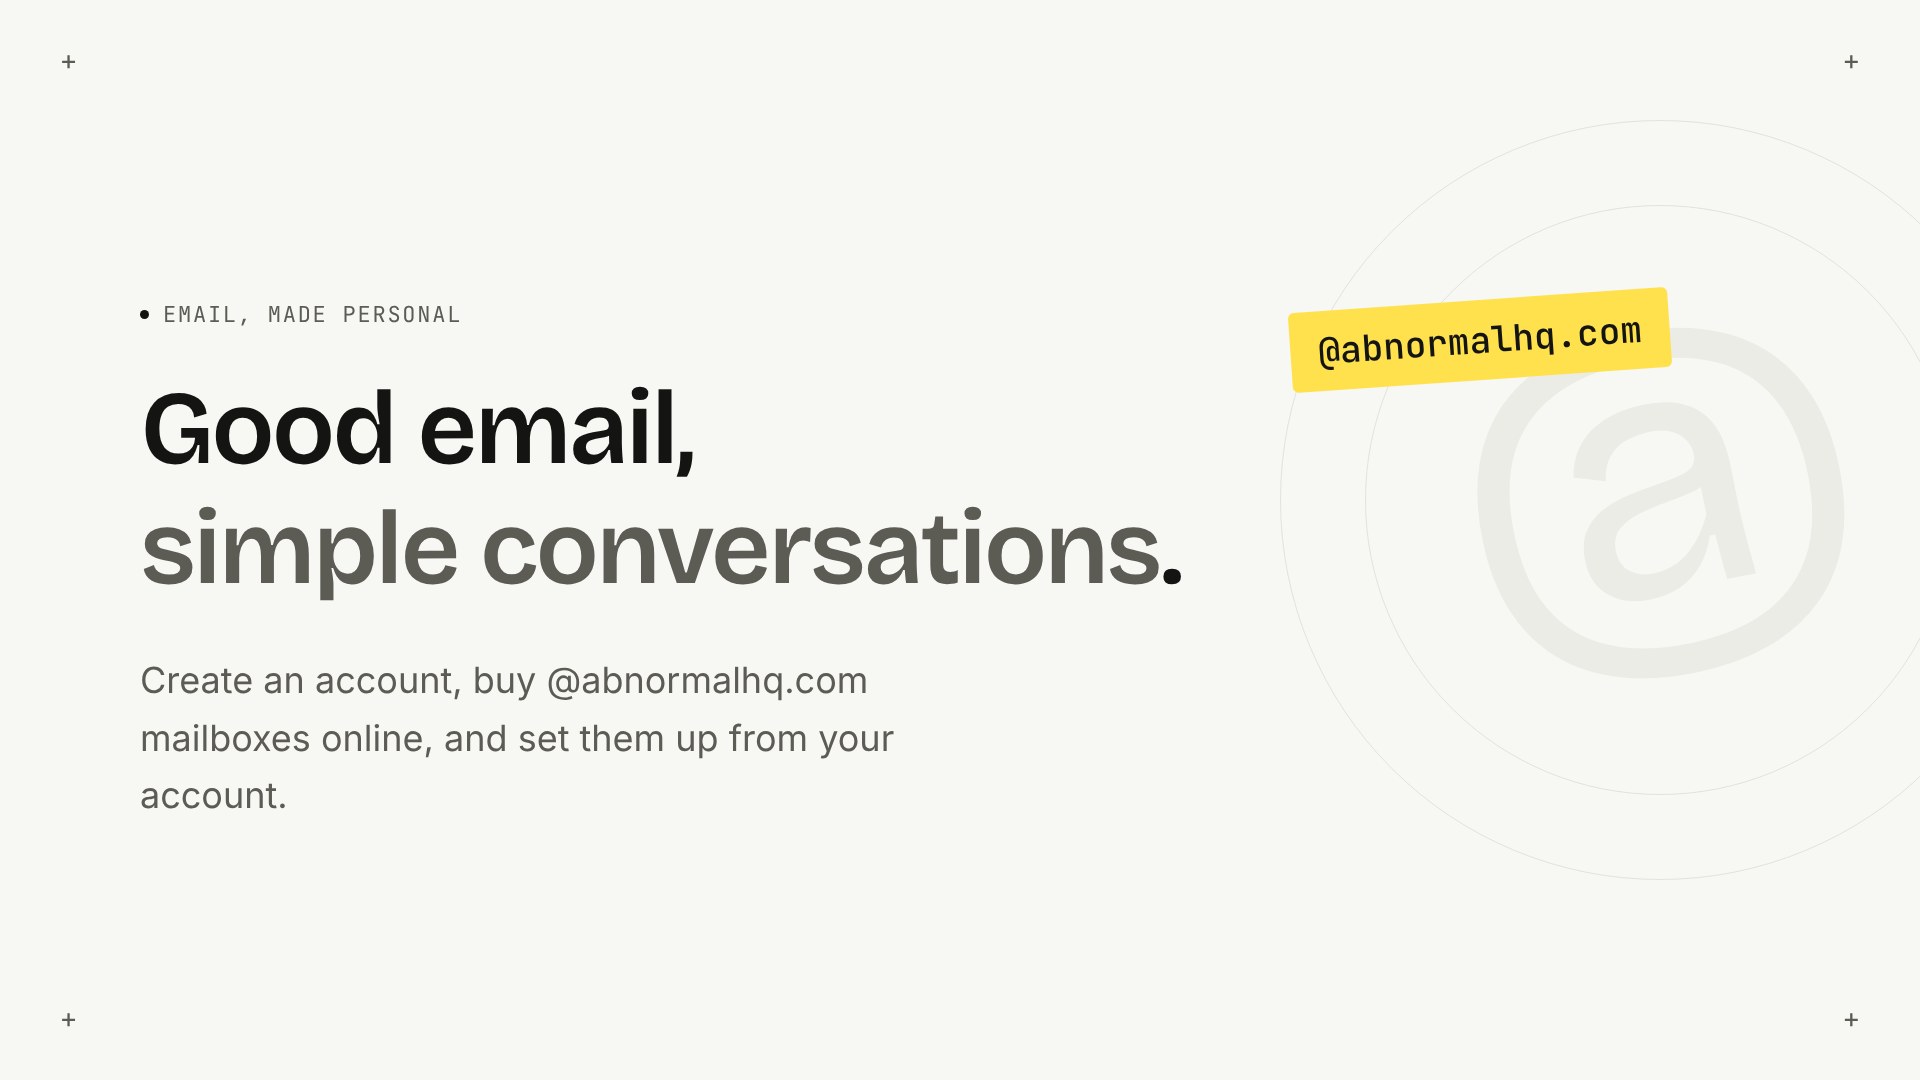 EMAIL, MADE PERSONAL
@abnormalhq.com
Good email,
simple conversations.
Create an account, buy @abnormalhq.com
mailboxes online, and set them up from your
account.
@